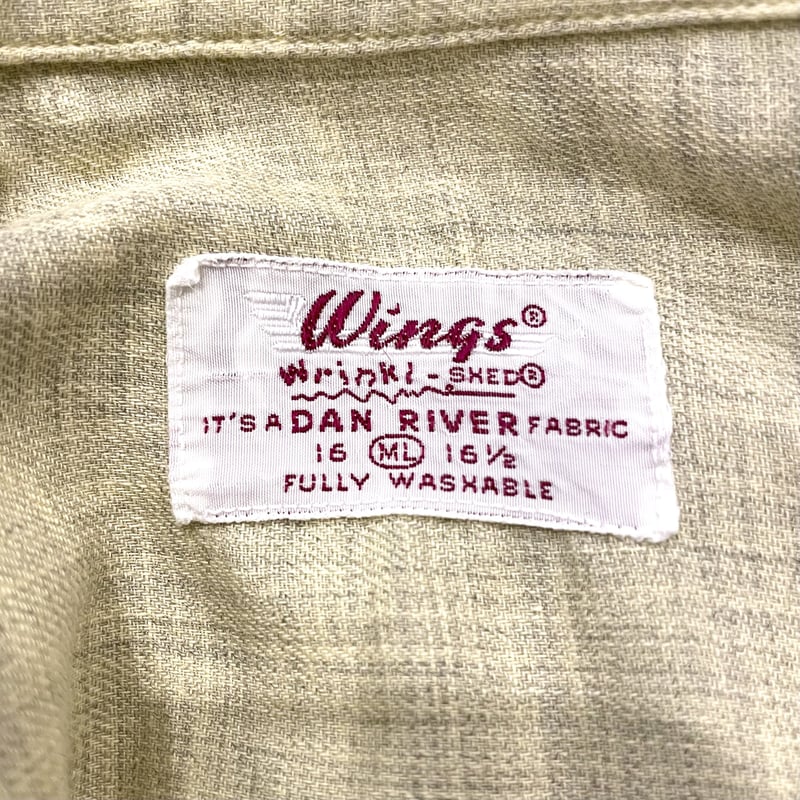 Wings®
Wrinkl-SHED®
IT'S A DAN RIVER FABRIC
16 ML 16½
FULLY WASHABLE